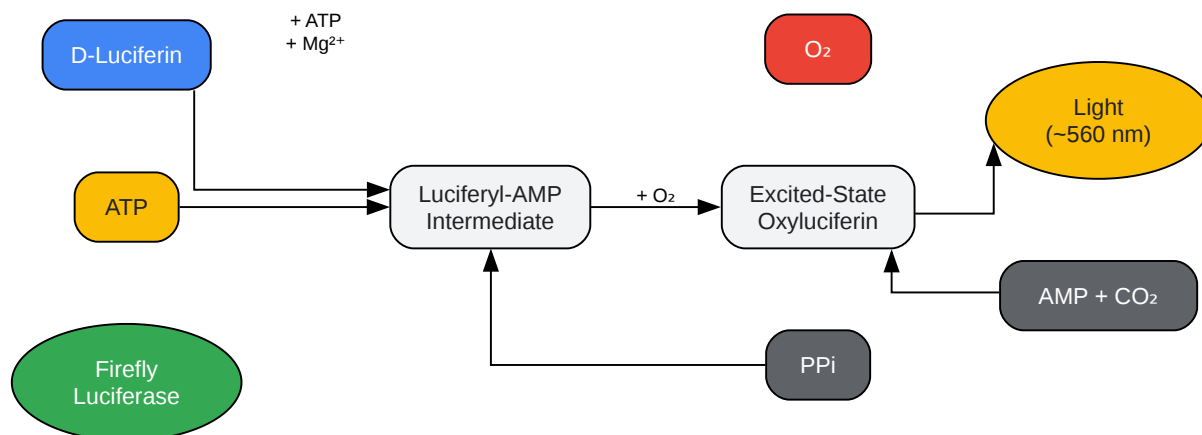 + ATP
+ Mg²⁺
D-Luciferin
O₂
Light
(~560 nm)
ATP
Luciferyl-AMP
Intermediate
+ O₂
Excited-State
Oxyluciferin
AMP + CO₂
PPi
Firefly
Luciferase